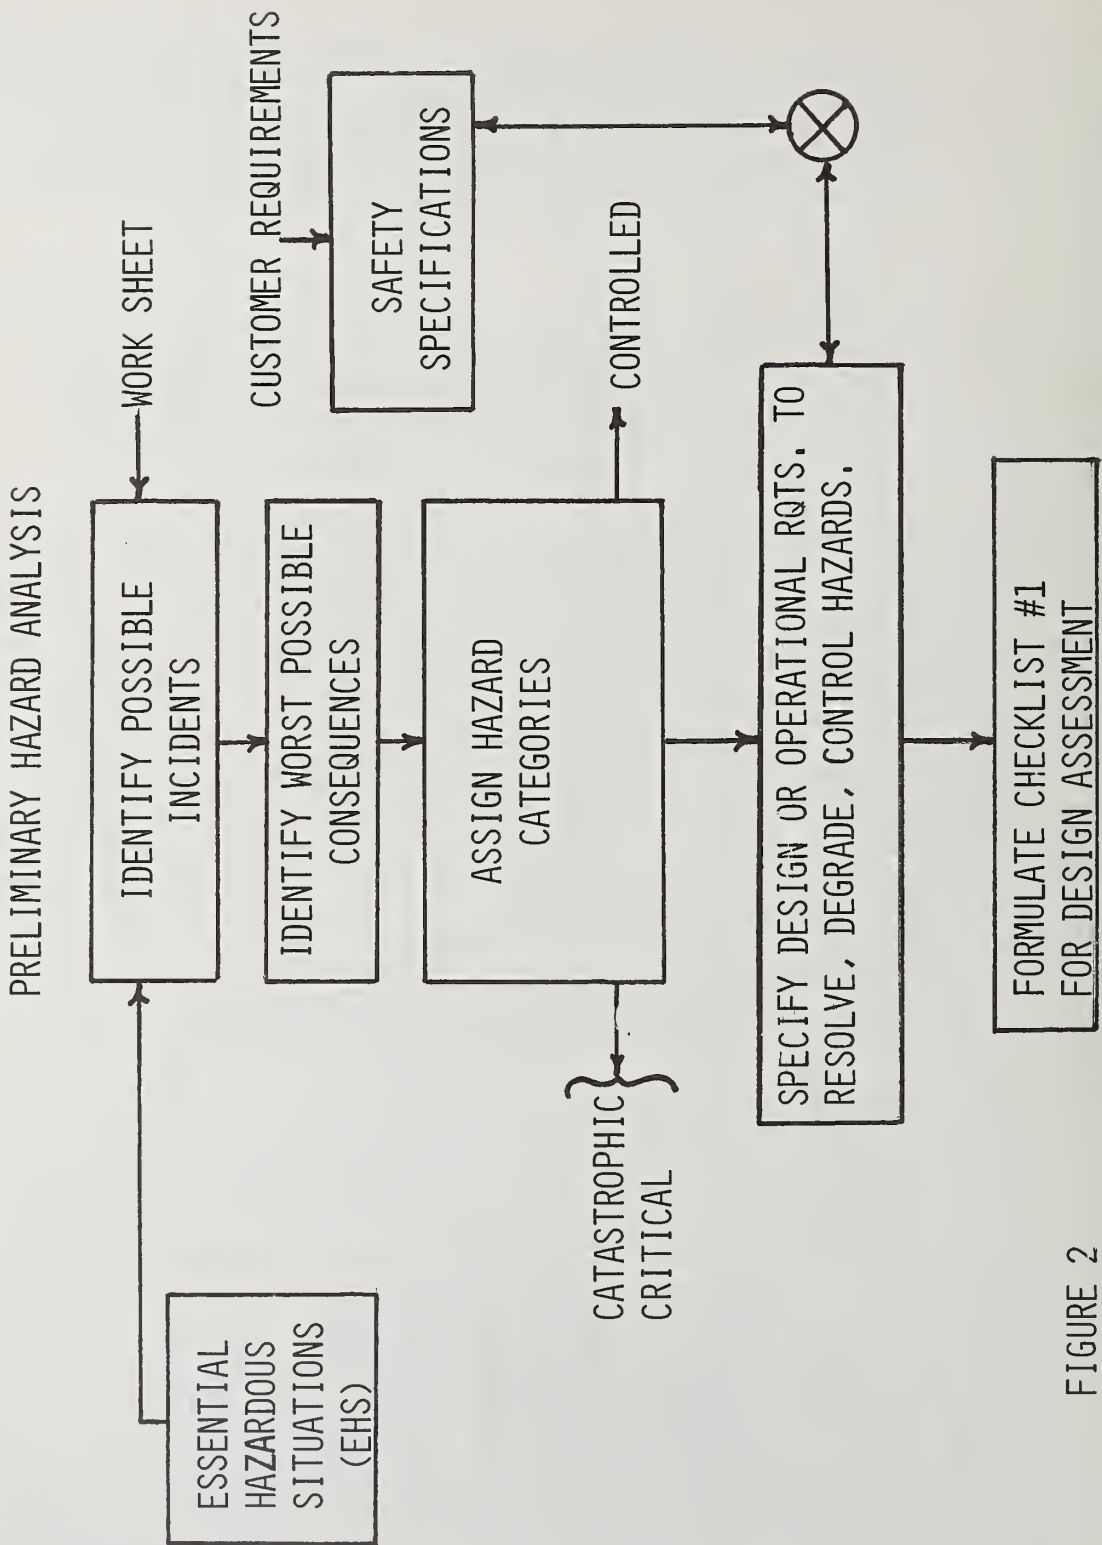 PRELIMINARY HAZARD ANALYSIS
ESSENTIAL
HAZARDOUS
SITUATIONS
(EHS)
IDENTIFY POSSIBLE
INCIDENTS
WORK SHEET
IDENTIFY WORST POSSIBLE
CONSEQUENCES
CUSTOMER REQUIREMENTS
SAFETY
SPECIFICATIONS
ASSIGN HAZARD
CATEGORIES
CATASTROPHIC
CRITICAL
CONTROLLED
SPECIFY DESIGN OR OPERATIONAL RQTS. TO
RESOLVE, DEGRADE, CONTROL HAZARDS.
FORMULATE CHECKLIST #1
FOR DESIGN ASSESSMENT
FIGURE 2